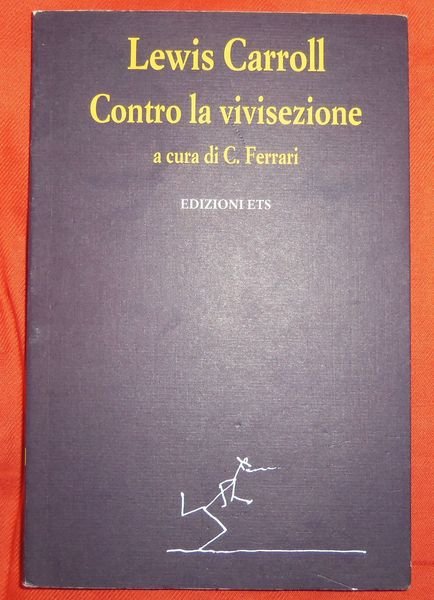 Lewis Carroll
Contro la vivisezione
a cura di C. Ferrari
EDIZIONI ETS